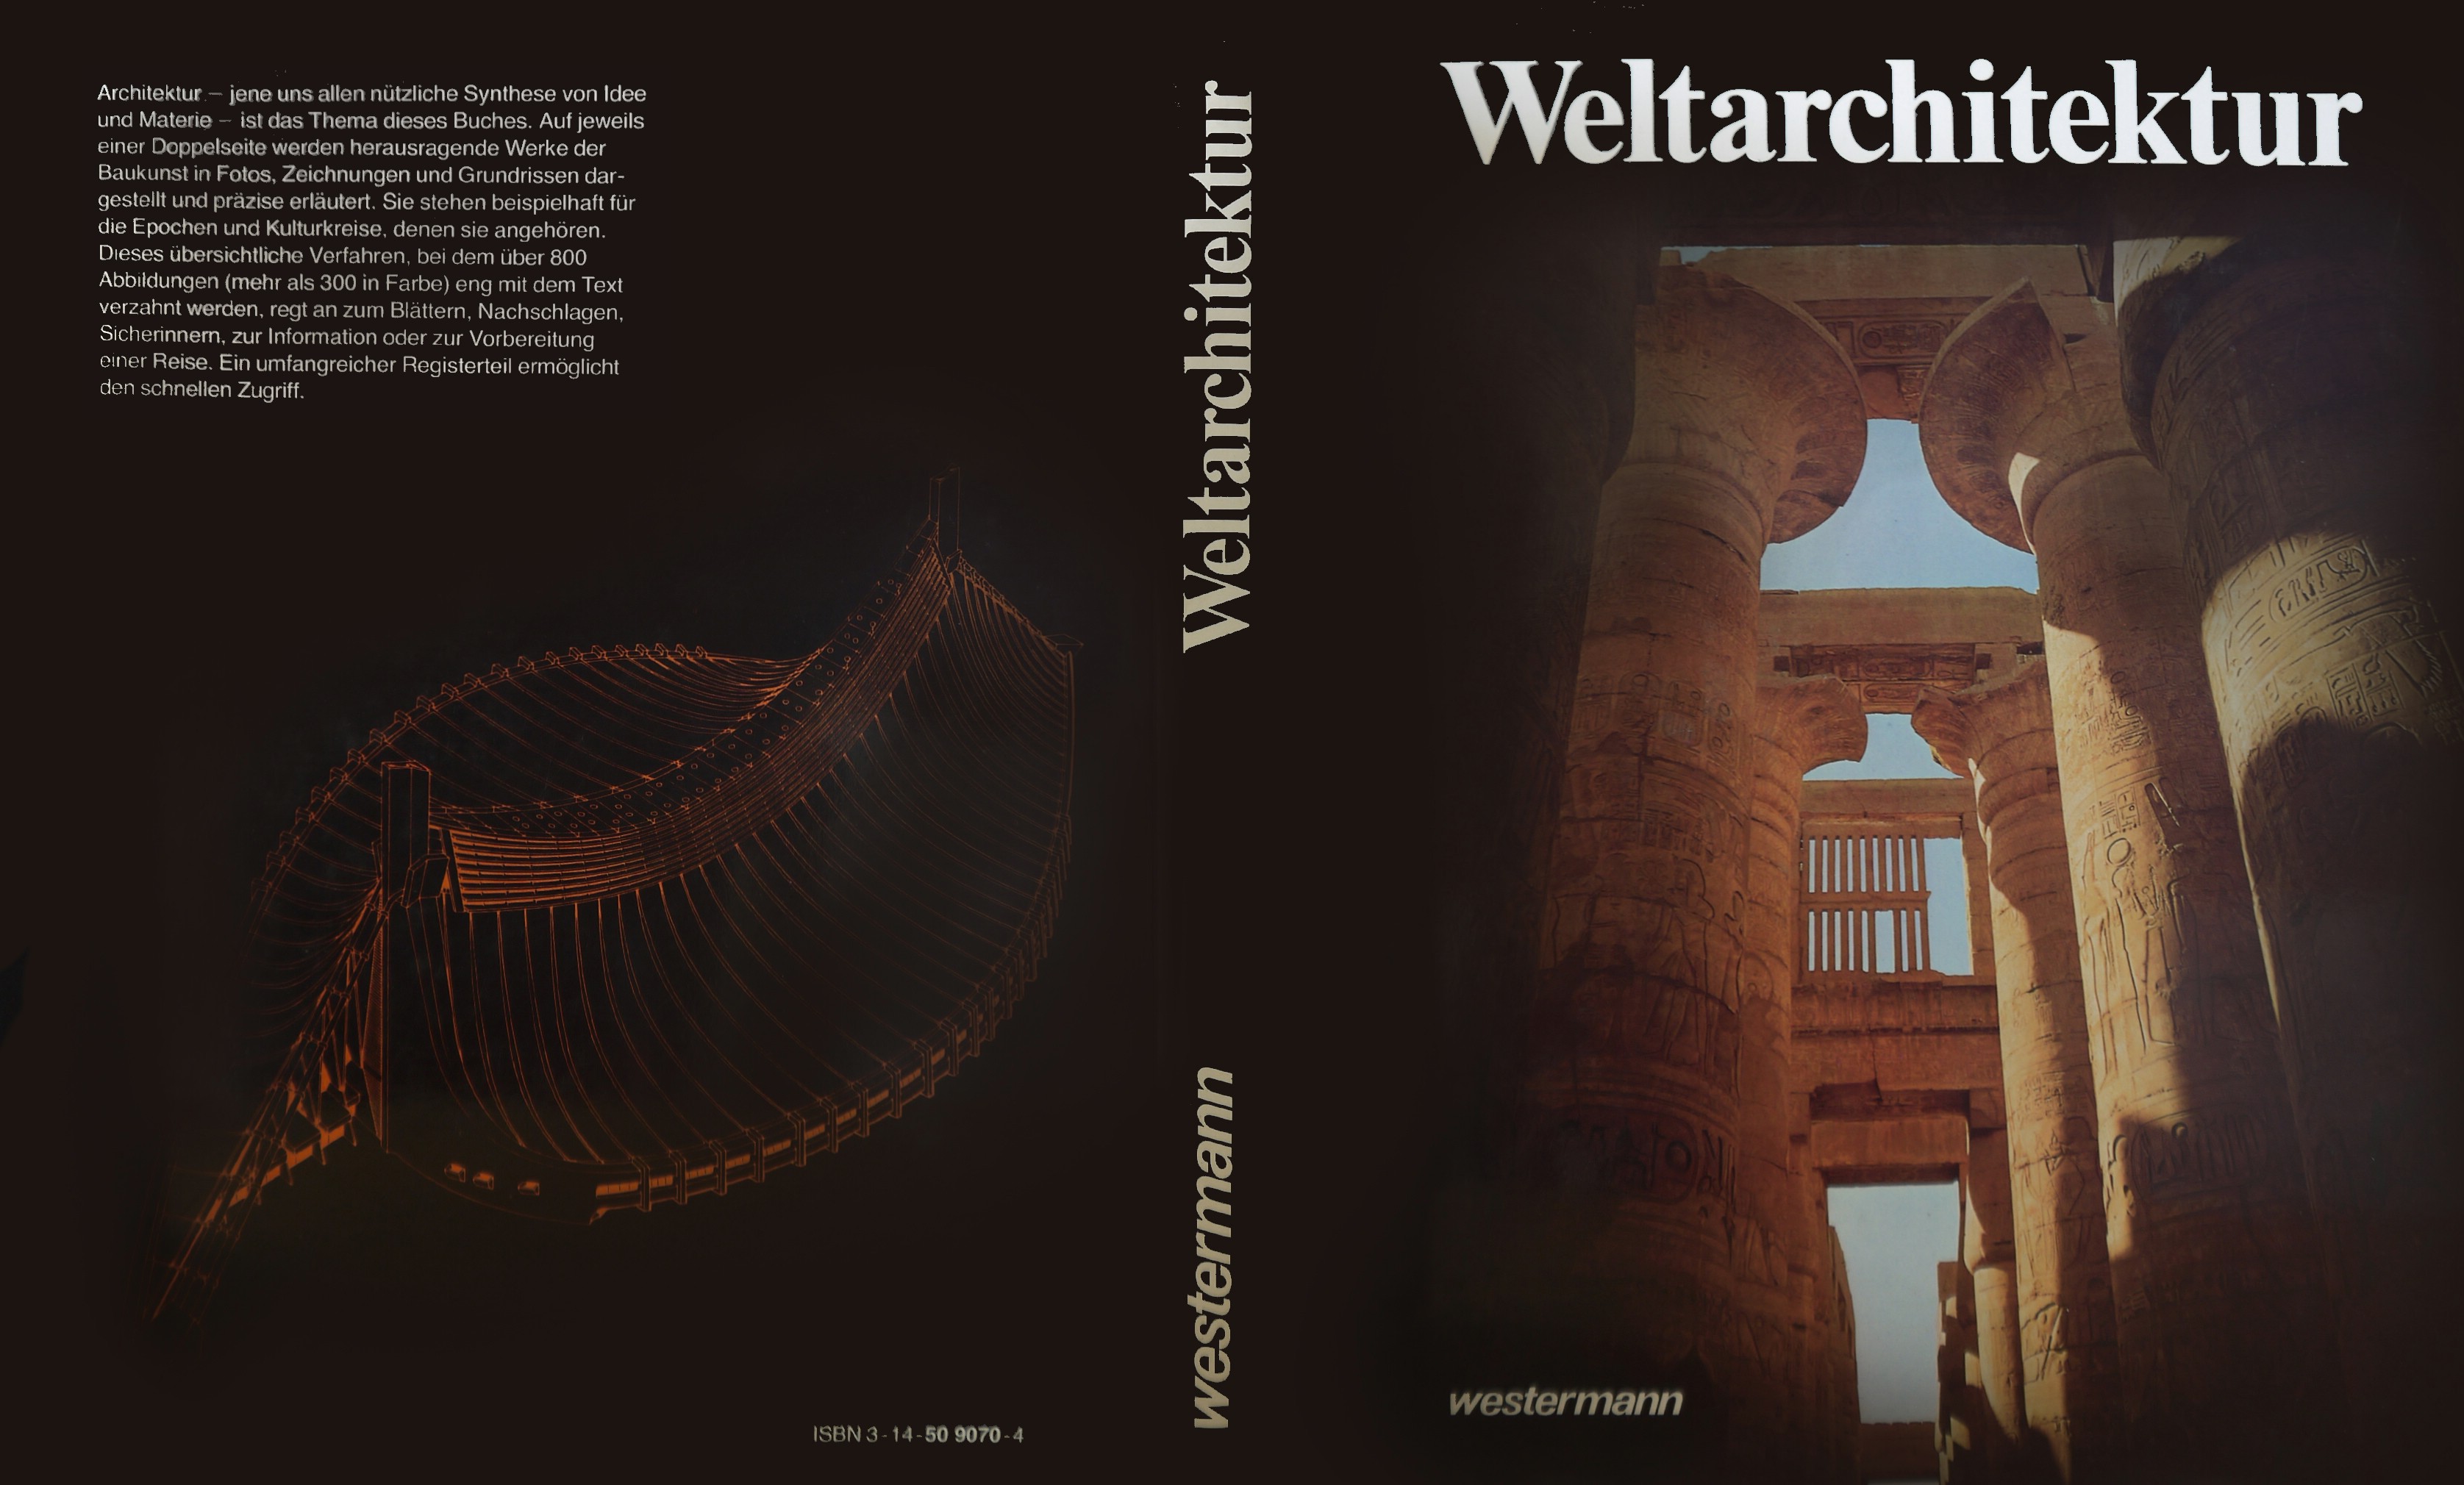 Architektur – jene uns allen nützliche Synthese von Idee
und Materie – ist das Thema dieses Buches. Auf jeweils
einer Doppelseite werden herausragende Werke der
Baukunst in Fotos, Zeichnungen und Grundrissen dar-
gestellt und präzise erläutert. Sie stehen beispielhaft für
die Epochen und Kulturkreise, denen sie angehören.
Dieses übersichtliche Verfahren, bei dem über 800
Abbildungen (mehr als 300 in Farbe) eng mit dem Text
verzahnt werden, regt an zum Blättern, Nachschlagen,
Sicherinnern, zur Information oder zur Vorbereitung
einer Reise. Ein umfangreicher Registerteil ermöglicht
den schnellen Zugriff.
ISBN 3-14-50 9070-4
Weltarchitektur
westermann
Weltarchitektur
westermann